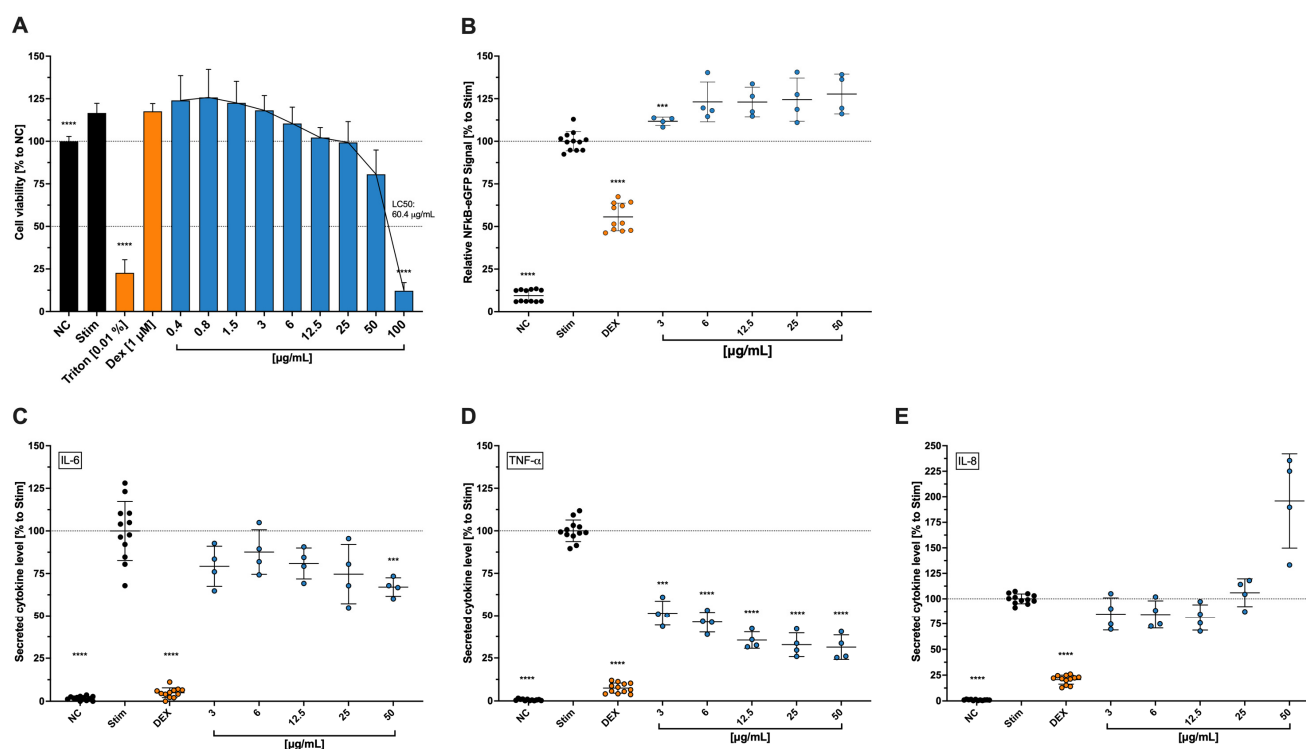 A
Cell viability [% to NC]
150
125
100
75
50
25
0
****
****
****
LC50:
60.4 µg/mL
NC
Stim
Triton [0.01 %]
Dex [1 µM]
0.4
0.8
1.5
3
6
12.5
25
50
100
[µg/mL]
B
Relative NFkB-eGFP Signal [% to Stim]
150
125
100
75
50
25
0
****
****
***
NC
Stim
DEX
3
6
12.5
25
50
[µg/mL]
C
IL-6
Secreted cytokine level [% to Stim]
150
125
100
75
50
25
0
****
****
***
NC
Stim
DEX
3
6
12.5
25
50
[µg/mL]
D
TNF-α
Secreted cytokine level [% to Stim]
150
125
100
75
50
25
0
****
****
***
****
****
****
****
NC
Stim
DEX
3
6
12.5
25
50
[µg/mL]
E
IL-8
Secreted cytokine level [% to Stim]
250
225
200
175
150
125
100
75
50
25
0
****
****
NC
Stim
DEX
3
6
12.5
25
50
[µg/mL]